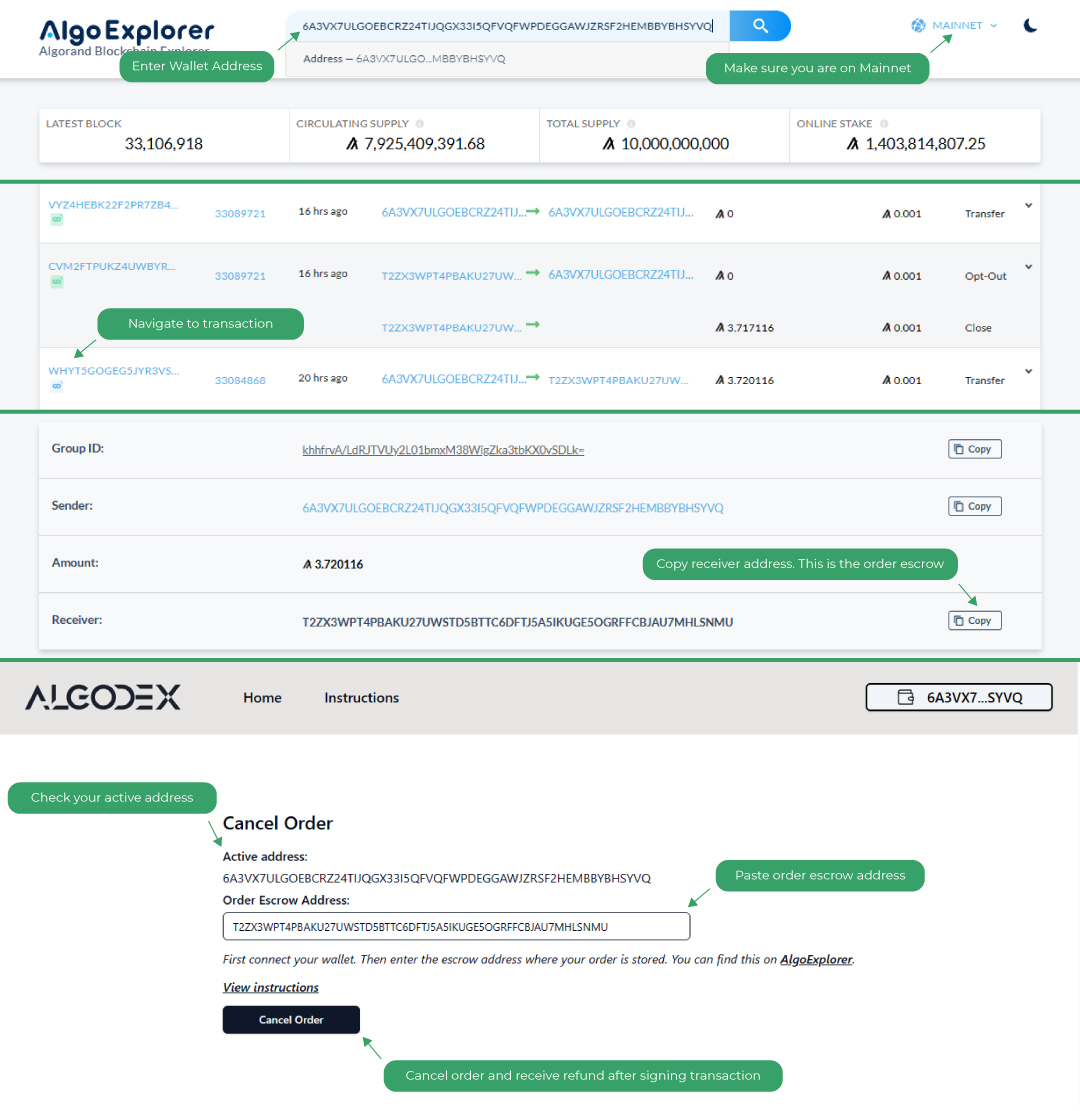 AlgoExplorer
Algorand Blockchain Explorer
6A3VX7ULGOEBCRZ24TIJQGX33I5QFVQFWPDEGGAWJZRSF2HEMBBYBHSYVQ
MAINNET
Enter Wallet Address
Address — 6A3VX7ULGO...MBBYBHSYVQ
Make sure you are on Mainnet
LATEST BLOCK
33,106,918
CIRCULATING SUPPLY
7,925,409,391.68
TOTAL SUPPLY
10,000,000,000
ONLINE STAKE
1,403,814,807.25
VYZ4HEBK22F2PR7ZB4... 33089721 16 hrs ago 6A3VX7ULGOEBCRZ24TIJ... 6A3VX7ULGOEBCRZ24TIJ... 0 0.001 Transfer
CVM2FTPUKZ4UWBYR... 33089721 16 hrs ago T2ZX3WPT4PBAKU27UW... 6A3VX7ULGOEBCRZ24TIJ... 0 0.001 Opt-Out
Navigate to transaction
T2ZX3WPT4PBAKU27UW... 3.717116 0.001 Close
WHYT5GOGEG5JYR3VS... 33084868 20 hrs ago 6A3VX7ULGOEBCRZ24TIJ... T2ZX3WPT4PBAKU27UW... 3.720116 0.001 Transfer
Group ID: khhfrvA/LdRJTVUy2L01bmxM38WigZka3tbKX0vSDLk= Copy
Sender: 6A3VX7ULGOEBCRZ24TIJQGX33I5QFVQFWPDEGGAWJZRSF2HEMBBYBHSYVQ Copy
Amount: 3.720116
Copy receiver address. This is the order escrow
Receiver: T2ZX3WPT4PBAKU27UWSTD5BTTC6DFTJ5A5IKUGE5OGRFFCBJAU7MHLSNMU Copy
ALGODEX
Home
Instructions
6A3VX7...SYVQ
Check your active address
Cancel Order
Active address:
6A3VX7ULGOEBCRZ24TIJQGX33I5QFVQFWPDEGGAWJZRSF2HEMBBYBHSYVQ
Paste order escrow address
Order Escrow Address:
T2ZX3WPT4PBAKU27UWSTD5BTTC6DFTJ5A5IKUGE5OGRFFCBJAU7MHLSNMU
First connect your wallet. Then enter the escrow address where your order is stored. You can find this on AlgoExplorer.
View instructions
Cancel Order
Cancel order and receive refund after signing transaction